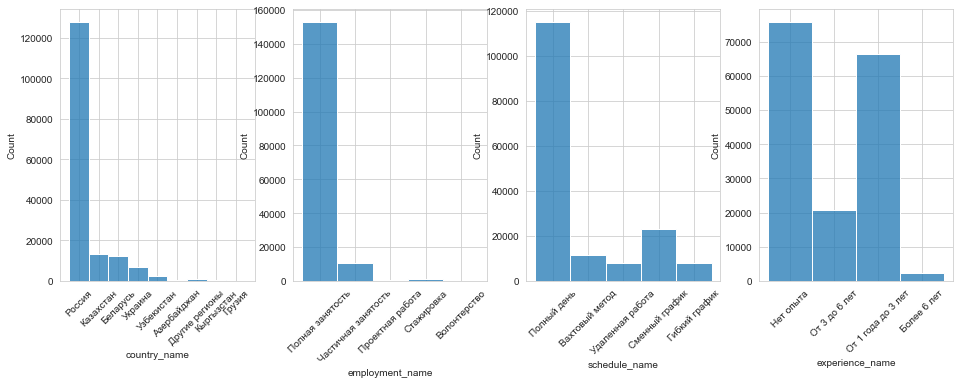 Count
120000
100000
80000
60000
40000
20000
0
Россия
Казахстан
Беларусь
Украина
Узбекистан
Азербайджан
Другие регионы
Кыргызстан
Грузия
country_name
Count
160000
140000
120000
100000
80000
60000
40000
20000
0
Полная занятость
Частичная занятость
Проектная работа
Стажировка
Волонтерство
employment_name
Count
120000
100000
80000
60000
40000
20000
0
Полный день
Вахтовый метод
Удаленная работа
Сменный график
Гибкий график
schedule_name
Count
70000
60000
50000
40000
30000
20000
10000
0
Нет опыта
От 3 до 6 лет
От 1 года до 3 лет
Более 6 лет
experience_name